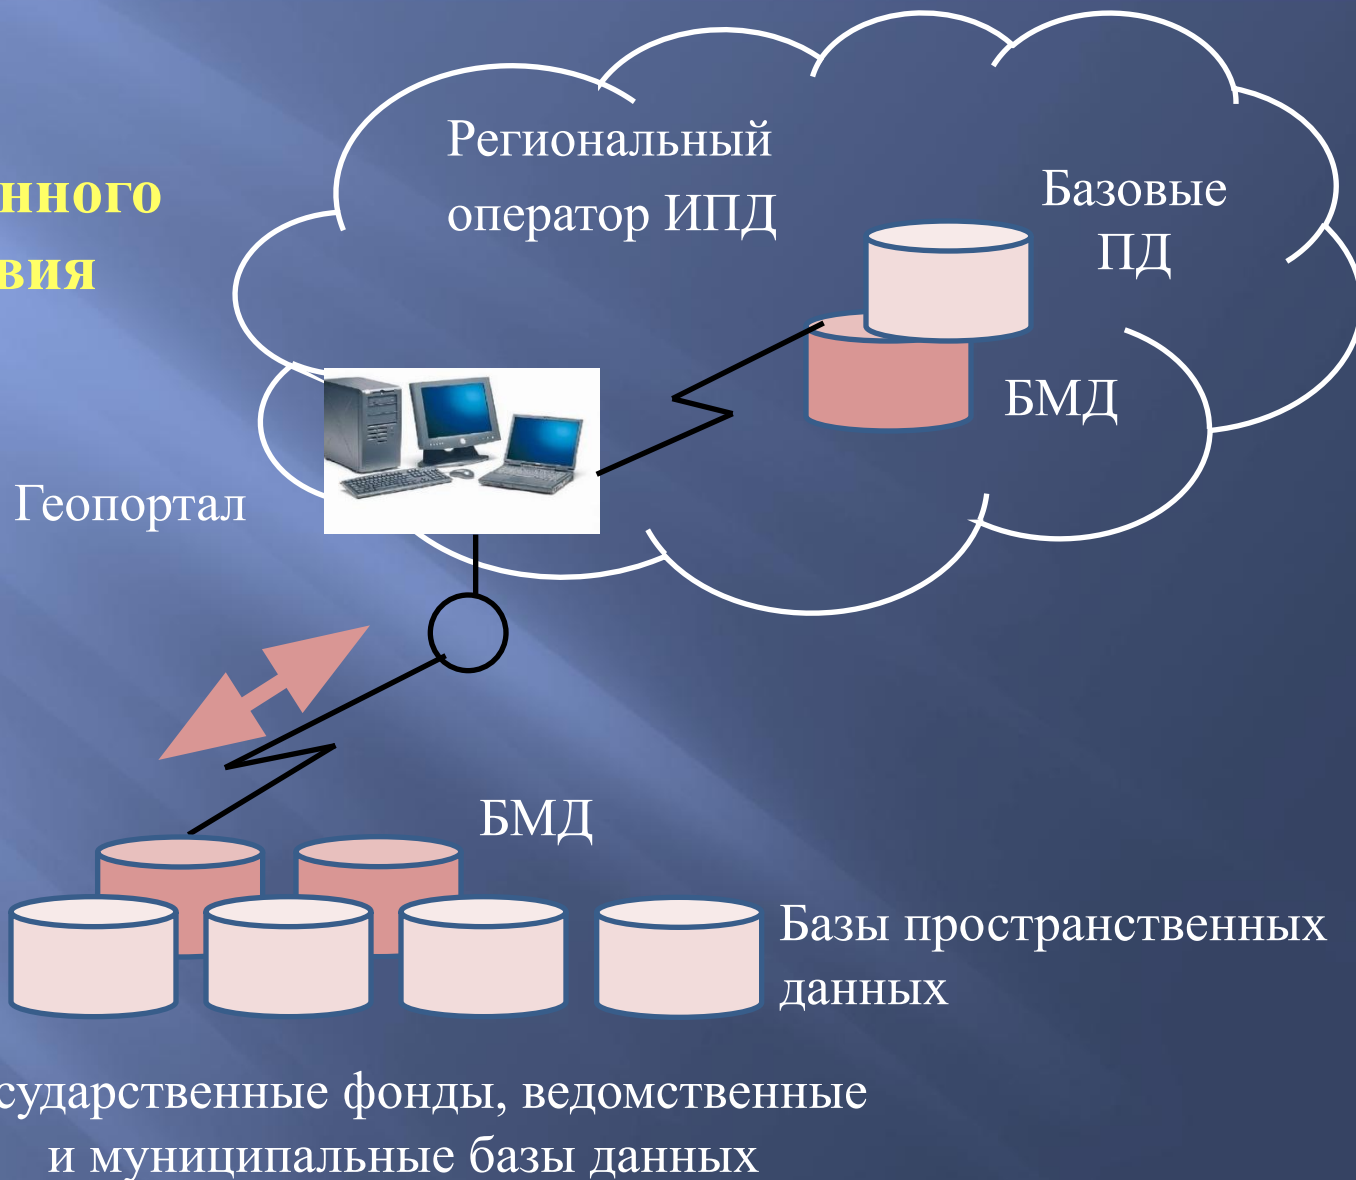 Региональный
оператор ИПД
Базовые
ПД
нного
вия
БМД
Геопортал
БМД
Базы пространственных
данных
сударственные фонды, ведомственные
и муниципальные базы данных